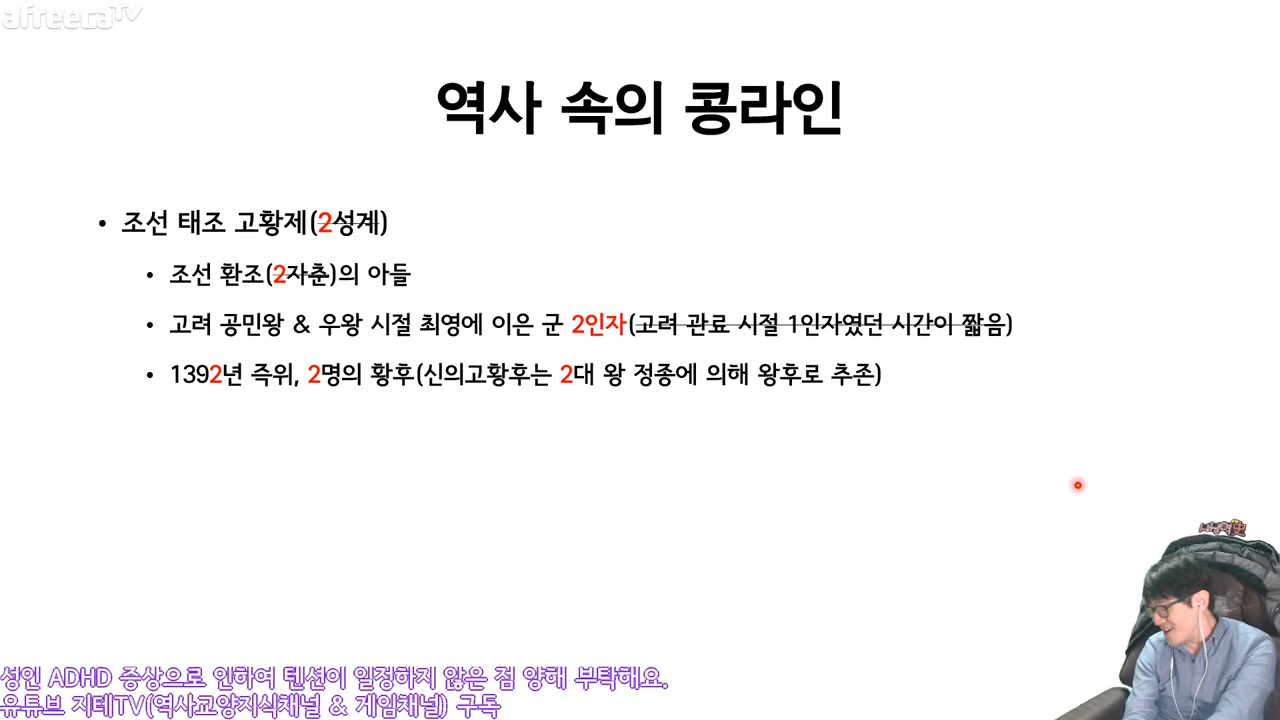 afreecaTV
역사 속의 콩라인
• 조선 태조 고황제(2성계)
• 조선 환조(2자춘)의 아들
• 고려 공민왕 & 우왕 시절 최영에 이은 군 2인자(고려 관료 시절 1인자였던 시간이 짧음)
• 1392년 즉위, 2명의 황후(신의고황후는 2대 왕 정종에 의해 왕후로 추존)
성인 ADHD 증상으로 인하여 텐션이 일정하지 않은 점 양해 부탁해요.
유튜브 지테TV(역사교양지식채널 & 게임채널) 구독